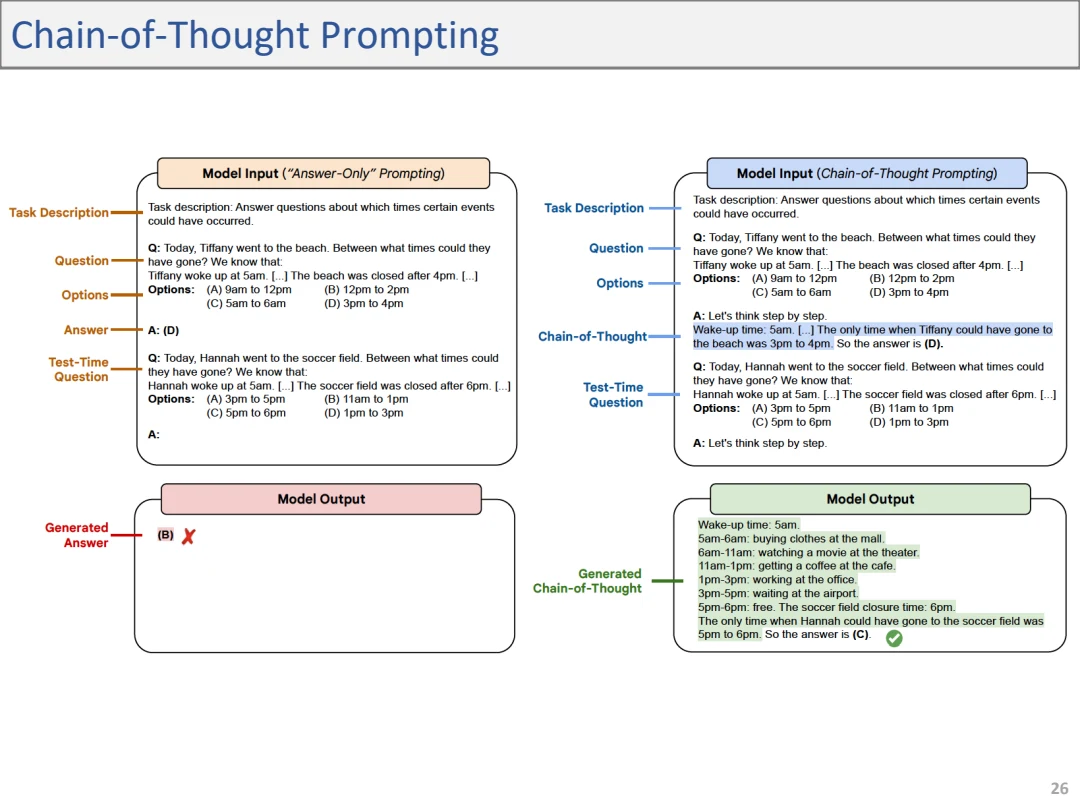 Chain-of-Thought Prompting
Model Input (“Answer-Only” Prompting)
Task Description
Task description: Answer questions about which times certain events
could have occurred.
Question
Q: Today, Tiffany went to the beach. Between what times could they
have gone? We know that:
Tiffany woke up at 5am. [...] The beach was closed after 4pm. [...]
Options
Options: (A) 9am to 12pm (B) 12pm to 2pm
(C) 5am to 6am (D) 3pm to 4pm
Answer
A: (D)
Test-Time
Question
Q: Today, Hannah went to the soccer field. Between what times could
they have gone? We know that:
Hannah woke up at 5am. [...] The soccer field was closed after 6pm. [...]
Options: (A) 3pm to 5pm (B) 11am to 1pm
(C) 5pm to 6pm (D) 1pm to 3pm
A:
Model Output
Generated
Answer
(B)
Model Input (Chain-of-Thought Prompting)
Task Description
Task description: Answer questions about which times certain events
could have occurred.
Question
Q: Today, Tiffany went to the beach. Between what times could they
have gone? We know that:
Tiffany woke up at 5am. [...] The beach was closed after 4pm. [...]
Options
Options: (A) 9am to 12pm (B) 12pm to 2pm
(C) 5am to 6am (D) 3pm to 4pm
A: Let's think step by step.
Chain-of-Thought
Wake-up time: 5am. [...] The only time when Tiffany could have gone to
the beach was 3pm to 4pm. So the answer is (D).
Test-Time
Question
Q: Today, Hannah went to the soccer field. Between what times could
they have gone? We know that:
Hannah woke up at 5am. [...] The soccer field was closed after 6pm. [...]
Options: (A) 3pm to 5pm (B) 11am to 1pm
(C) 5pm to 6pm (D) 1pm to 3pm
A: Let's think step by step.
Model Output
Generated
Chain-of-Thought
Wake-up time: 5am.
5am-6am: buying clothes at the mall.
6am-11am: watching a movie at the theater.
11am-1pm: getting a coffee at the cafe.
1pm-3pm: working at the office.
3pm-5pm: waiting at the airport.
5pm-6pm: free. The soccer field closure time: 6pm.
The only time when Hannah could have gone to the soccer field was
5pm to 6pm. So the answer is (C).
26